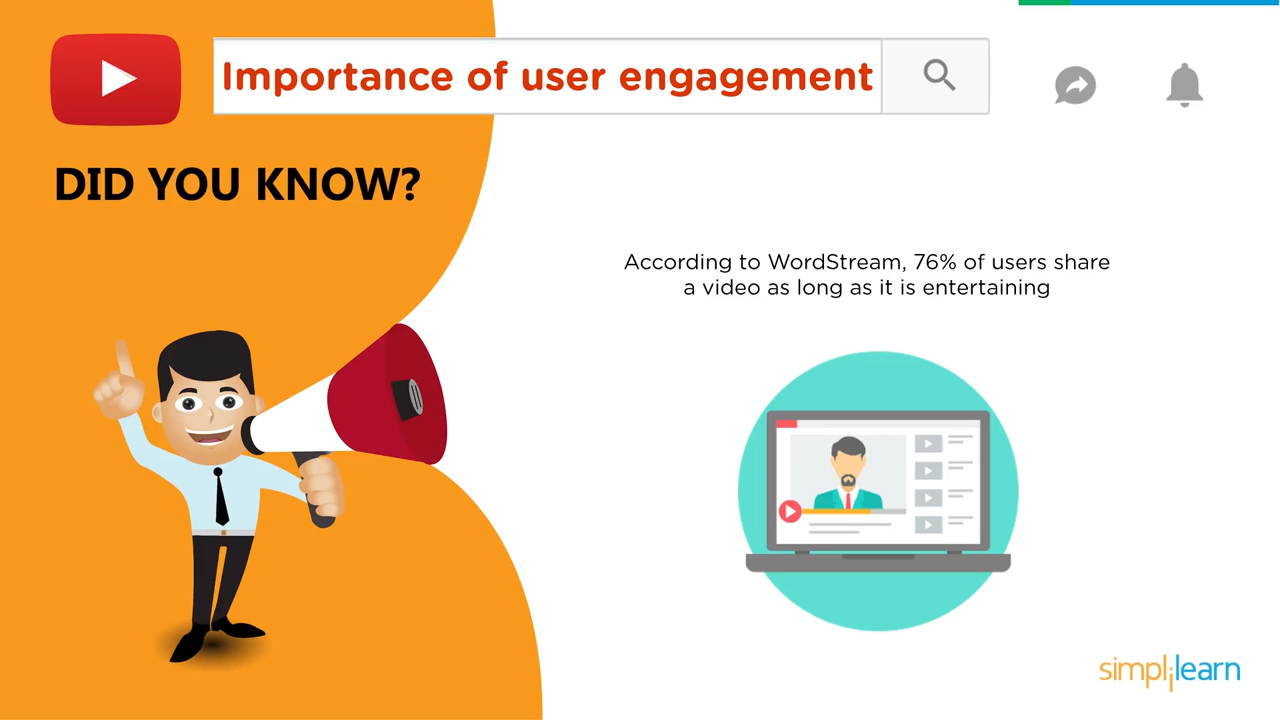 Importance of user engagement
DID YOU KNOW?
According to WordStream, 76% of users share
a video as long as it is entertaining
simplilearn